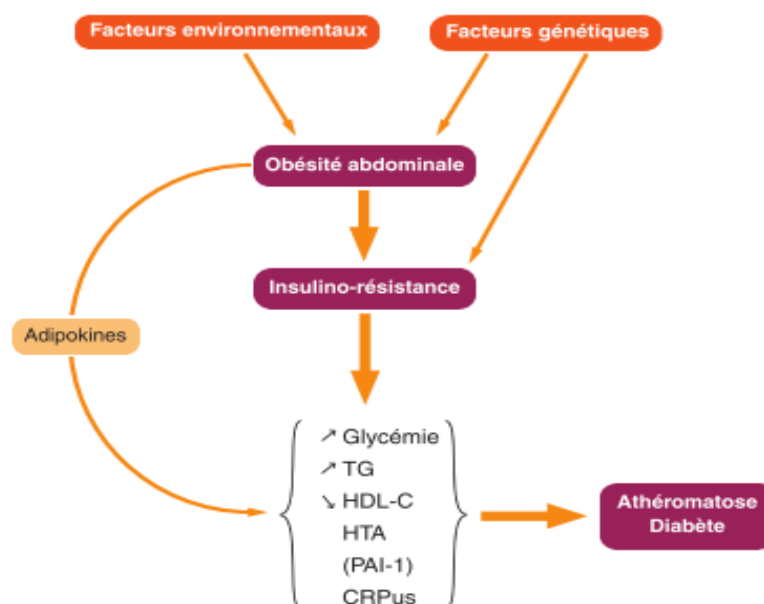 Facteurs environnementaux
Facteurs génétiques
Obésité abdominale
Insulino-résistance
Adipokines
↗ Glycémie
↗ TG
↘ HDL-C
HTA
(PAI-1)
CRPus
Athéromatose
Diabète